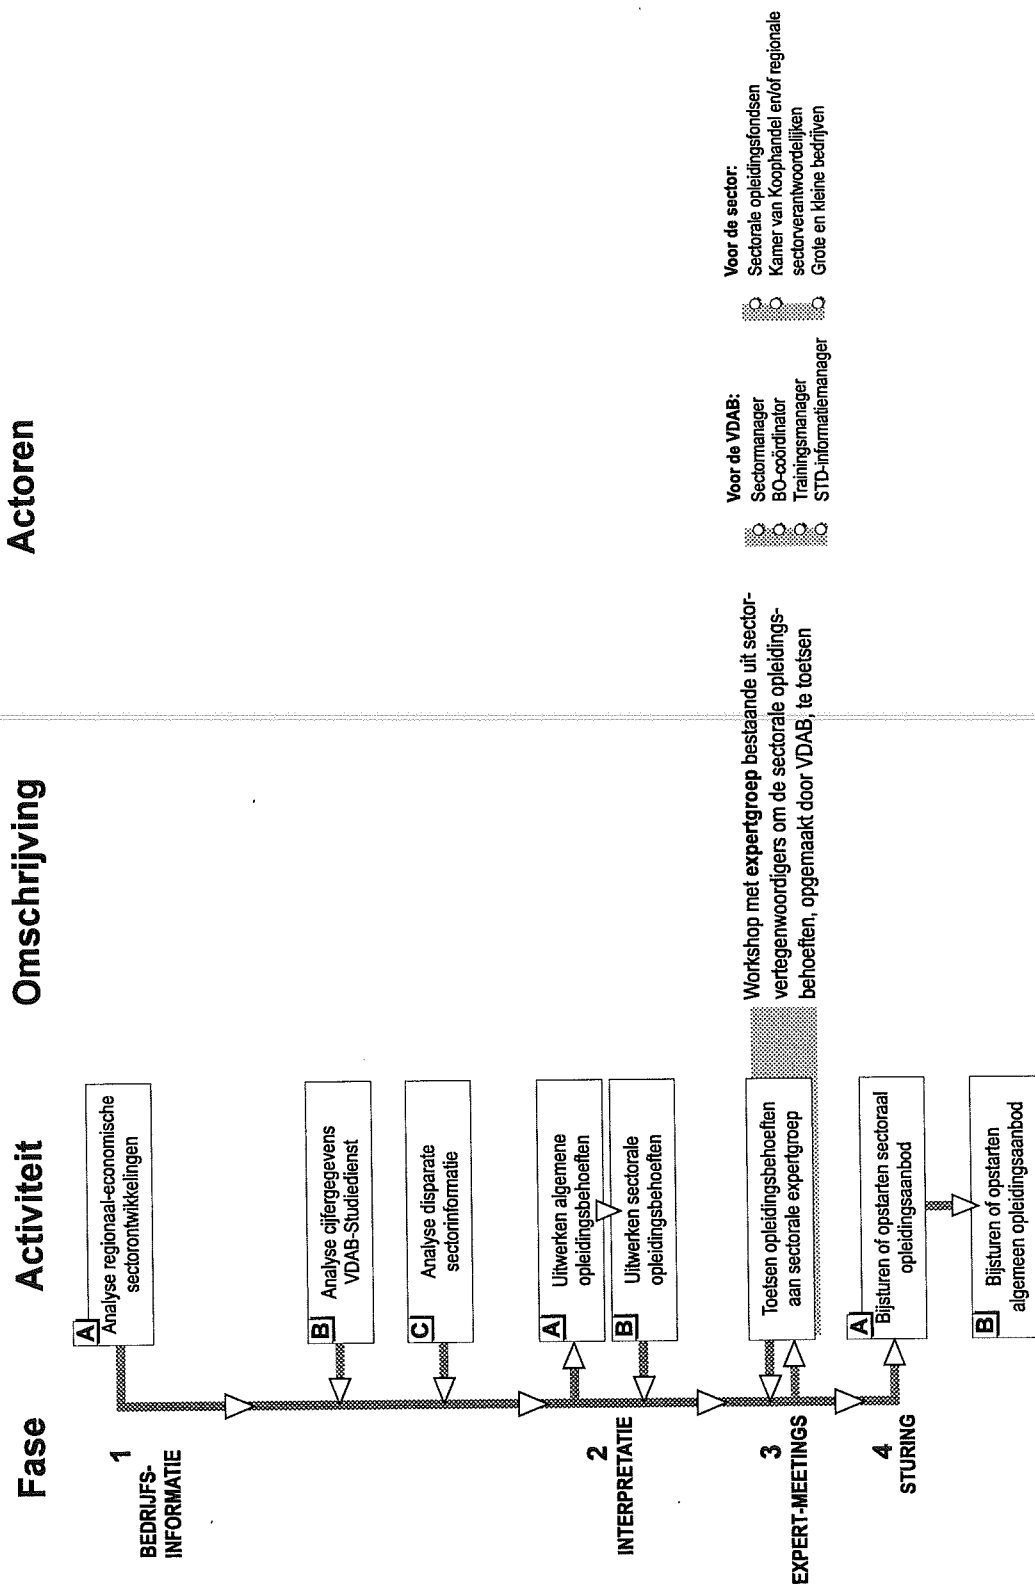 Fase
Activiteit
Omschrijving
Actoren
1
BEDRIJFS-
INFORMATIE
A
Analyse regionaal-economische
sectorontwikkelingen
B
Analyse cijfergegevens
VDAB-Studiedienst
C
Analyse disparate
sectorinformatie
2
INTERPRETATIE
A
Uitwerken algemene
opleidingsbehoeften
B
Uitwerken sectorale
opleidingsbehoeften
3
EXPERT-MEETINGS
Toetsen opleidingsbehoeften
aan sectorale expertgroep
Workshop met expertgroep bestaande uit sector-
vertegenwoordigers om de sectorale opleidings-
behoeften, opgemaakt door VDAB, te toetsen
Voor de VDAB:
Sectormanager
BO-coördinator
Trainingsmanager
STD-informatiemanager
Voor de sector:
Sectorale opleidingsfondsen
Kamer van Koophandel en/of regionale
sectorverantwoordelijken
Grote en kleine bedrijven
4
STURING
A
Bijsturen of opstarten sectoraal
opleidingsaanbod
B
Bijsturen of opstarten
algemeen opleidingsaanbod